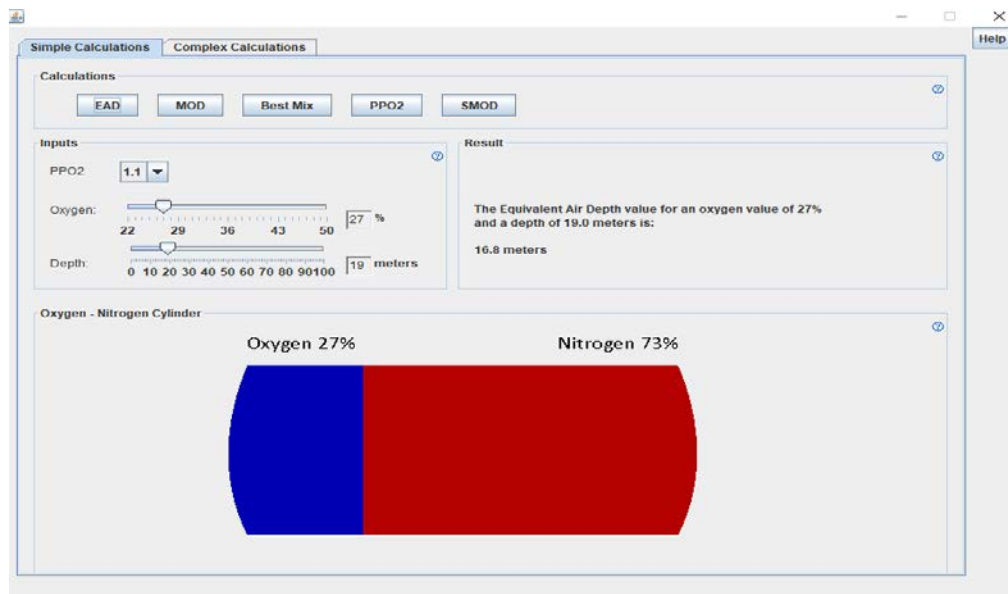 Help
Simple Calculations Complex Calculations
Calculations
EAD MOD Best Mix PPO2 SMOD
Inputs
PPO2 1.1
Oxygen: 27 %
22 29 36 43 50
Depth: 19 meters
0 10 20 30 40 50 60 70 80 90100
Result
The Equivalent Air Depth value for an oxygen value of 27%
and a depth of 19.0 meters is:
16.8 meters
Oxygen - Nitrogen Cylinder
Oxygen 27% Nitrogen 73%